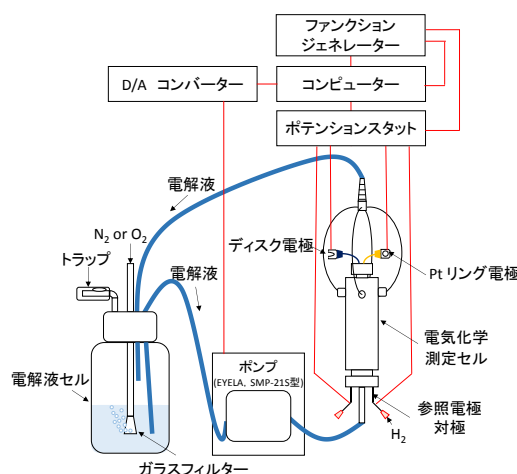 ファンクション
ジェネレーター
D/A コンバーター
コンピューター
ポテンションスタット
電解液
N2 or O2
トラップ
電解液
ディスク電極
Pt リング電極
電気化学
測定セル
ポンプ
(EYELA、SMP-21S型)
電解液セル
参照電極
対極
H2
ガラスフィルター